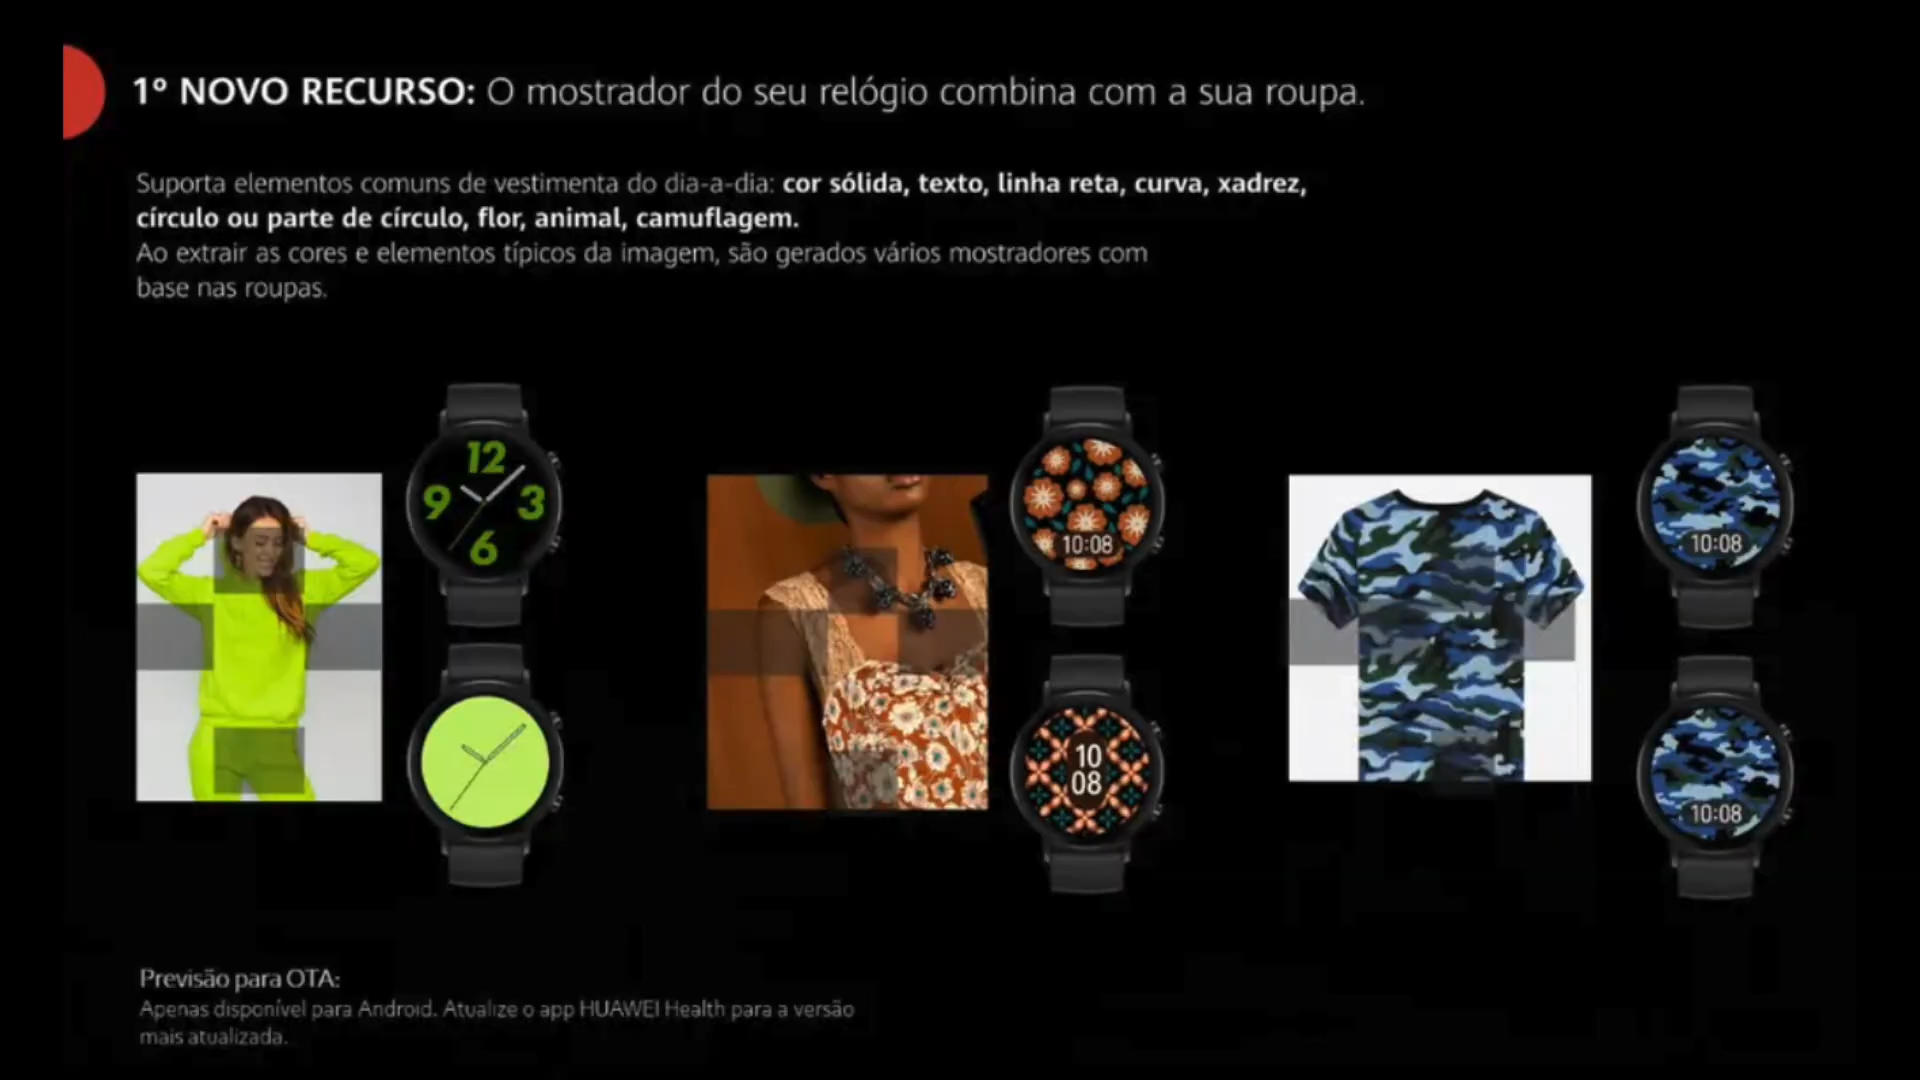 1º NOVO RECURSO: O mostrador do seu relógio combina com a sua roupa.
Suporta elementos comuns de vestimenta do dia-a-dia: cor sólida, texto, linha reta, curva, xadrez,
círculo ou parte de círculo, flor, animal, camuflagem.
Ao extrair as cores e elementos típicos da imagem, são gerados vários mostradores com
base nas roupas.
12
9 3
6
10:08
10
08
10:08
10:08
Previsão para OTA:
Apenas disponível para Android. Atualize o app HUAWEI Health para a versão
mais atualizada.